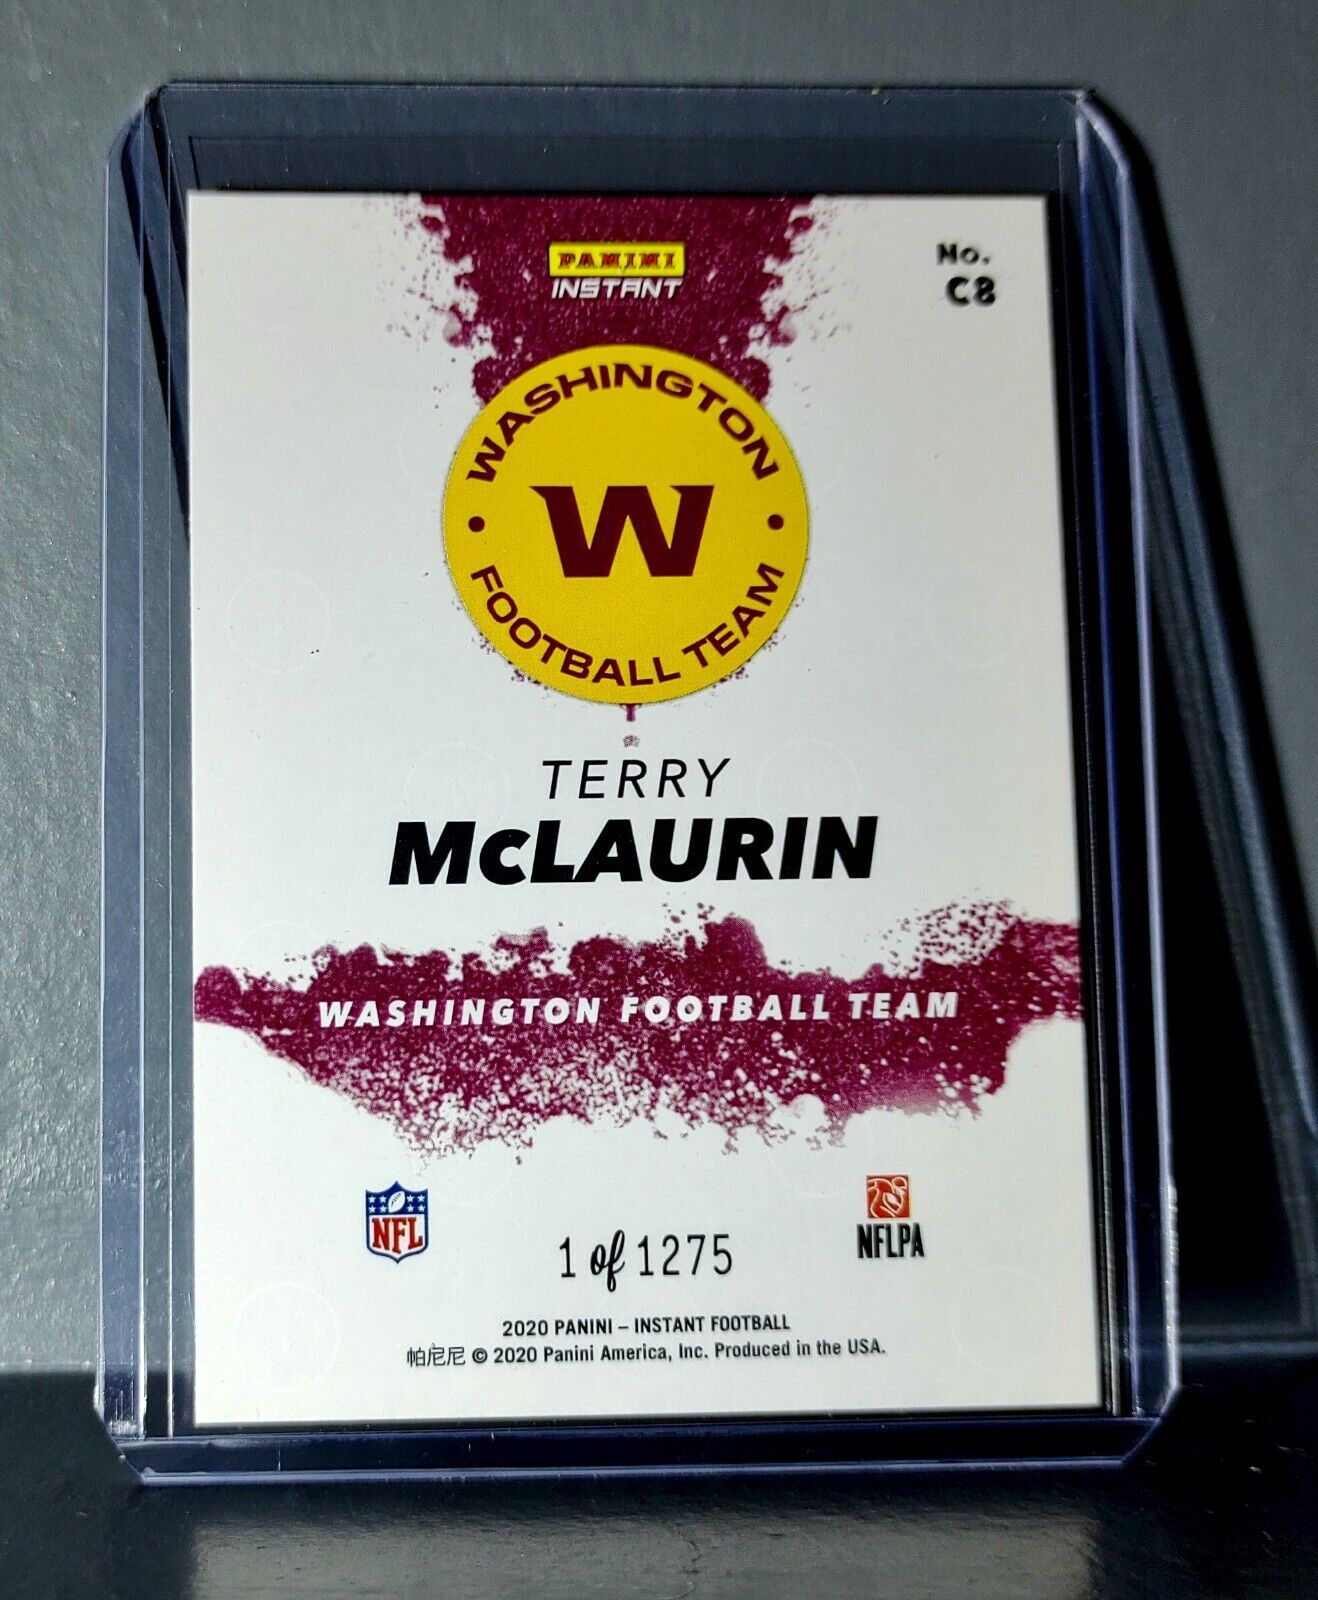 PANINI
INSTANT
No.
C8
WASHINGTON
W
FOOTBALL TEAM
TERRY
McLAURIN
WASHINGTON FOOTBALL TEAM
NFL
1 of 1275
NFLPA
2020 PANINI – INSTANT FOOTBALL
帕尼尼 © 2020 Panini America, Inc. Produced in the USA.